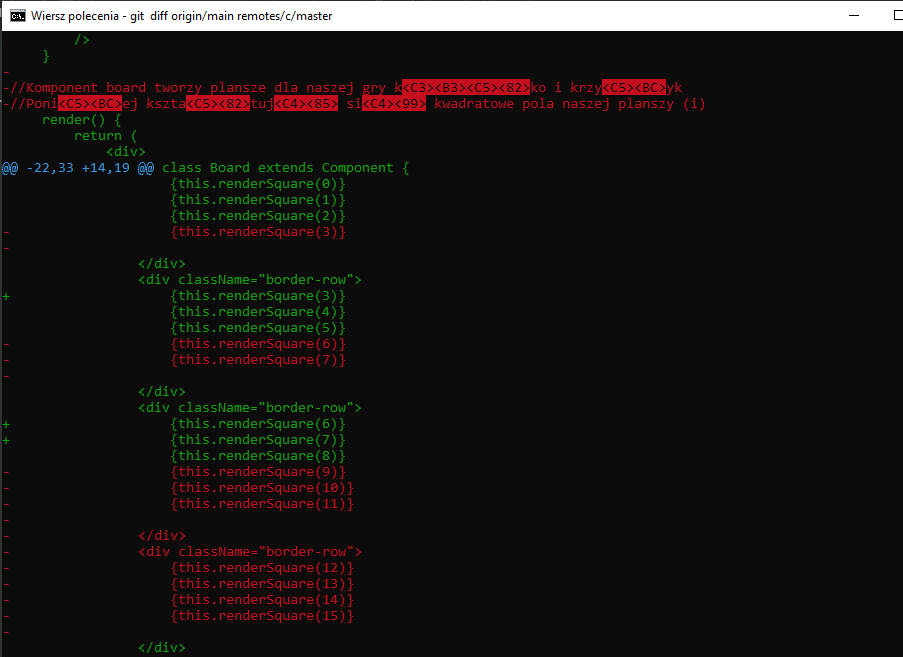 Wiersz polecenia - git  diff origin/main remotes/c/master
         />
     }
-
-//Komponent board tworzy plansze dla naszej gry k<C3><B3><C5><82>ko i krzy<C5><BC>yk
-//Poni<C5><BC>ej kszta<C5><82>tuj<C4><85> si<C4><99> kwadratowe pola naszej planszy (i)
     render() {
         return (
             <div>
@@ -22,33 +14,19 @@ class Board extends Component {
                     {this.renderSquare(0)}
                     {this.renderSquare(1)}
                     {this.renderSquare(2)}
-                    {this.renderSquare(3)}
-
                 </div>
                 <div className="border-row">
+                    {this.renderSquare(3)}
                     {this.renderSquare(4)}
                     {this.renderSquare(5)}
-                    {this.renderSquare(6)}
-                    {this.renderSquare(7)}
-
                 </div>
                 <div className="border-row">
+                    {this.renderSquare(6)}
+                    {this.renderSquare(7)}
                     {this.renderSquare(8)}
-                    {this.renderSquare(9)}
-                    {this.renderSquare(10)}
-                    {this.renderSquare(11)}
-
-                </div>
-                <div className="border-row">
-                    {this.renderSquare(12)}
-                    {this.renderSquare(13)}
-                    {this.renderSquare(14)}
-                    {this.renderSquare(15)}
-
                 </div>